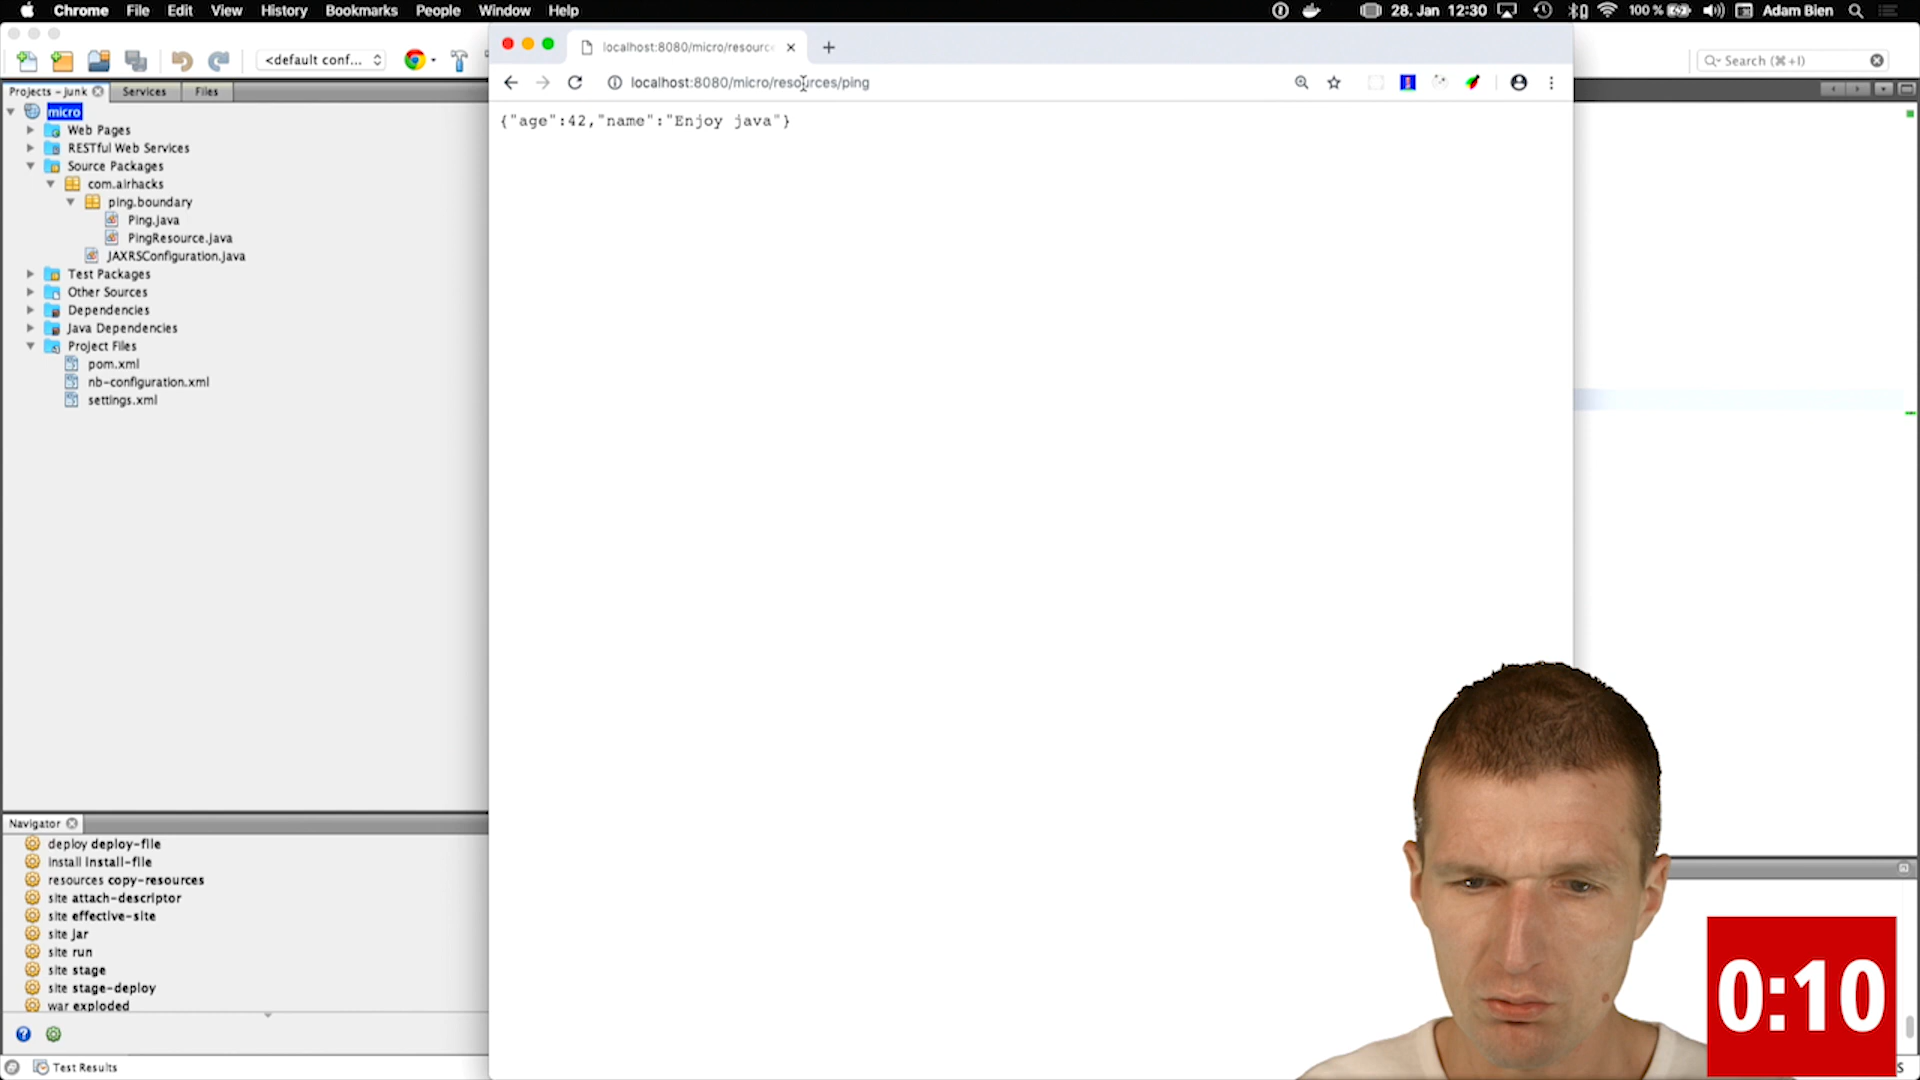 Chrome File Edit View History Bookmarks People Window Help
28. Jan 12:30 100 % Adam Bien
<default conf...
localhost:8080/micro/resourc
Search (⌘+I)
localhost:8080/micro/resources/ping
Projects – junk Services Files
{"age":42,"name":"Enjoy java"}
micro
Web Pages
RESTful Web Services
Source Packages
com.airhacks
ping.boundary
Ping.java
PingResource.java
JAXRSConfiguration.java
Test Packages
Other Sources
Dependencies
Java Dependencies
Project Files
pom.xml
nb-configuration.xml
settings.xml
Navigator
deploy deploy-file
install install-file
resources copy-resources
site attach-descriptor
site effective-site
site jar
site run
site stage
site stage-deploy
war exploded
Test Results
0:10